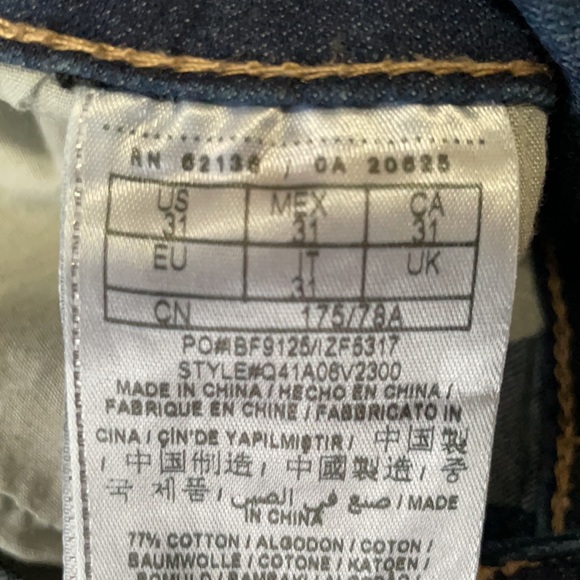 RN 62136 / CA 20625
US MEX CA
31 31 31
EU IT UK
31
CN 175/78A
PO#IBF9126/IZF5317
STYLE#Q41A06V2300
MADE IN CHINA / HECHO EN CHINA /
FABRIQUE EN CHINE / FABBRICATO IN
CINA / ÇİN'DE YAPILMIŞTIR / 中国製
/ 中国制造 / 中國製造 / 중
국 제품 / صنع في الصين / MADE
IN CHINA
77% COTTON / ALGODON / COTON /
BAUMWOLLE / COTONE / KATOEN /